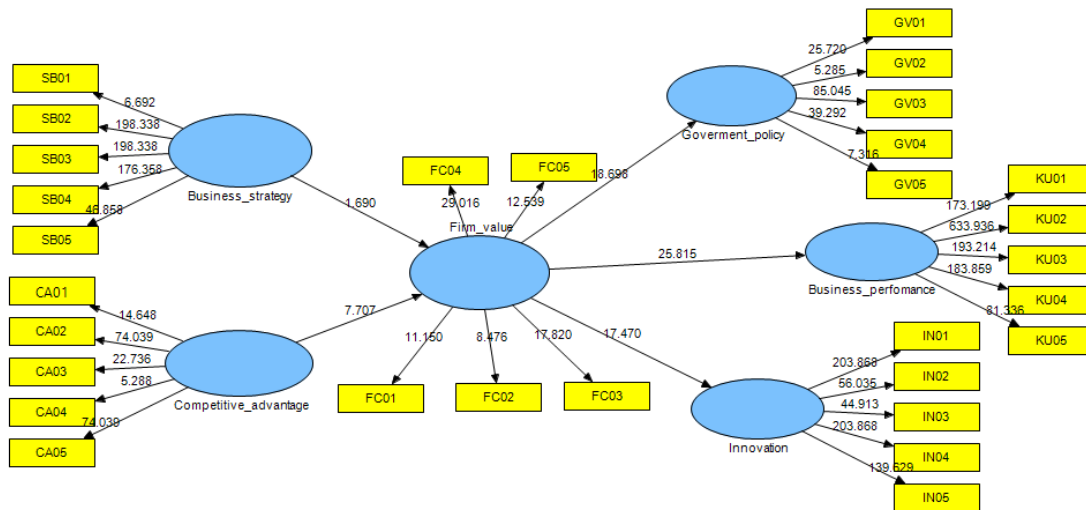 SB01
SB02
SB03
SB04
SB05
6.692
198.338
198.338
176.358
46.858
Business_strategy
1.690
CA01
CA02
CA03
CA04
CA05
14.648
74.039
22.736
5.288
74.039
Competitive_advantage
7.707
FC04
FC05
29.016
12.539
Firm_value
11.150
8.476
17.820
FC01
FC02
FC03
18.698
25.815
17.470
GV01
GV02
GV03
GV04
GV05
25.720
5.285
85.045
39.292
7.316
Goverment_policy
KU01
KU02
KU03
KU04
KU05
173.199
633.936
193.214
183.859
81.336
Business_perfomance
IN01
IN02
IN03
IN04
IN05
203.868
56.035
44.913
203.868
139.629
Innovation